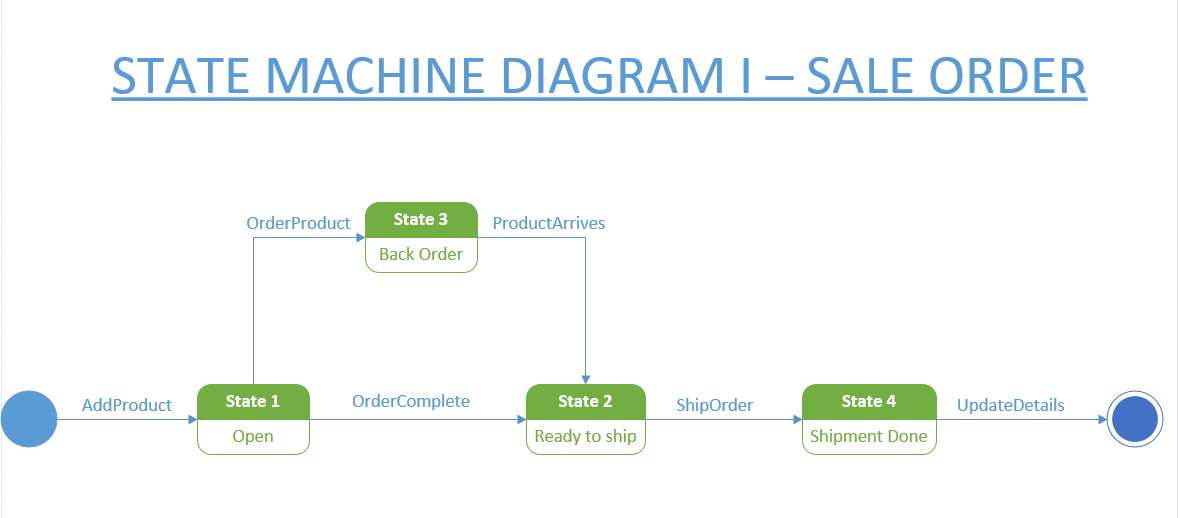 STATE MACHINE DIAGRAM I – SALE ORDER
OrderProduct
State 3
ProductArrives
Back Order
AddProduct
State 1
OrderComplete
State 2
ShipOrder
State 4
UpdateDetails
Open
Ready to ship
Shipment Done